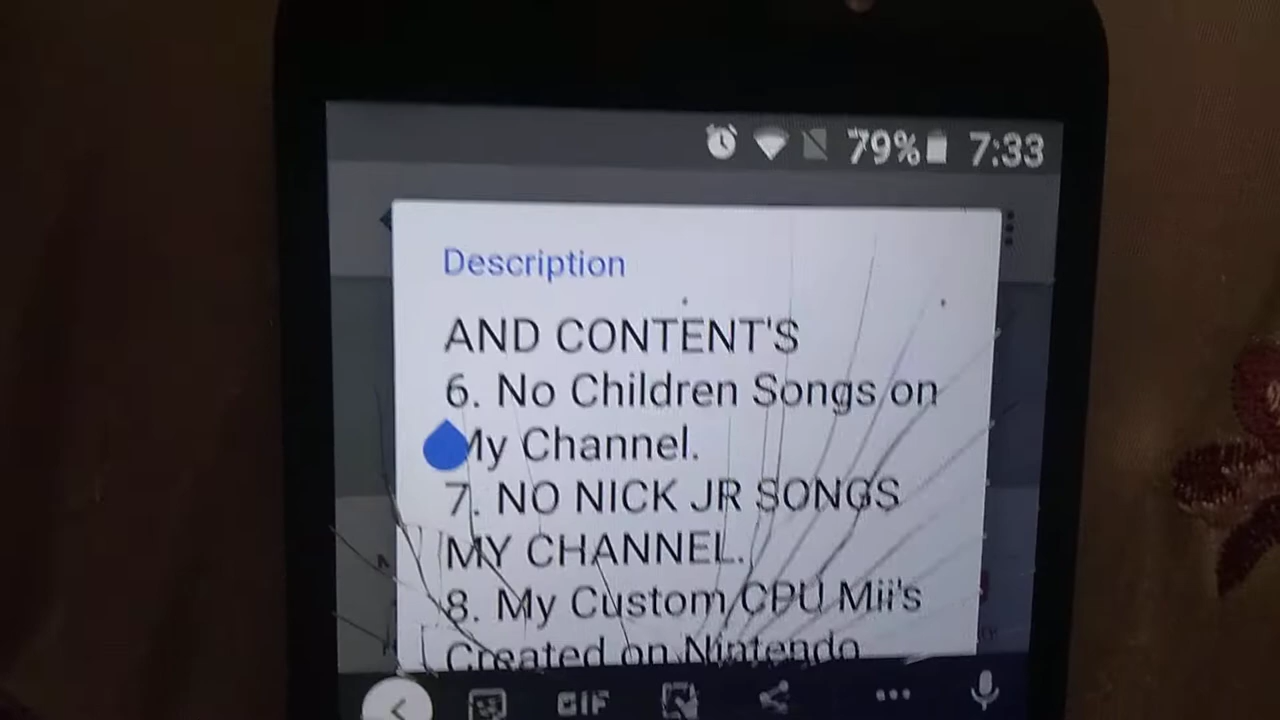 79% 7:33
Description
AND CONTENT'S
6. No Children Songs on
My Channel.
7. NO NICK JR SONGS
MY CHANNEL.
8. My Custom CPU Mii's
Created on Nintendo
GIF